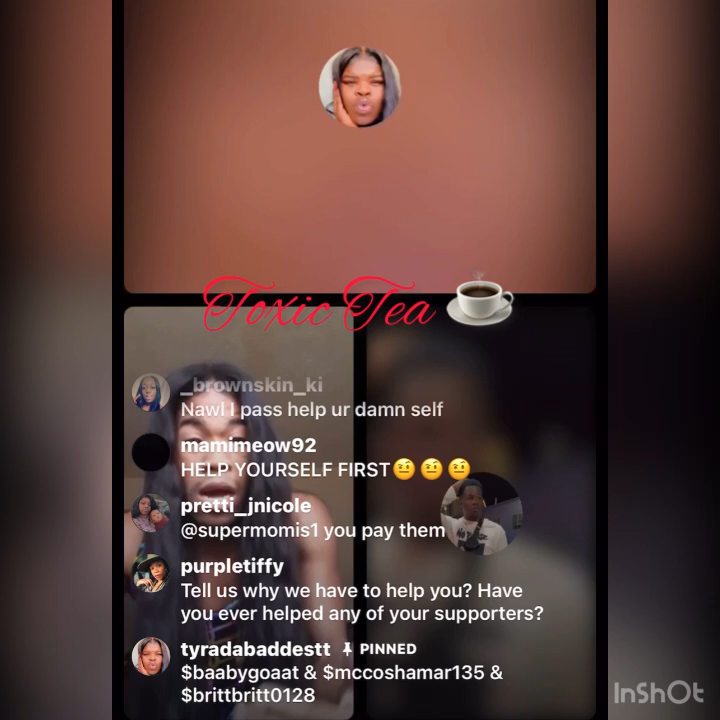 Toxic Tea
_brownskin_ki
Nawl I pass help ur damn self
mamimeow92
HELP YOURSELF FIRST🤨🤨🤨
pretti_jnicole
@supermomis1 you pay them
purpletiffy
Tell us why we have to help you? Have
you ever helped any of your supporters?
tyradabaddestt PINNED
$baabygoaat & $mccoshamar135 &
$brittbritt0128
InShOt